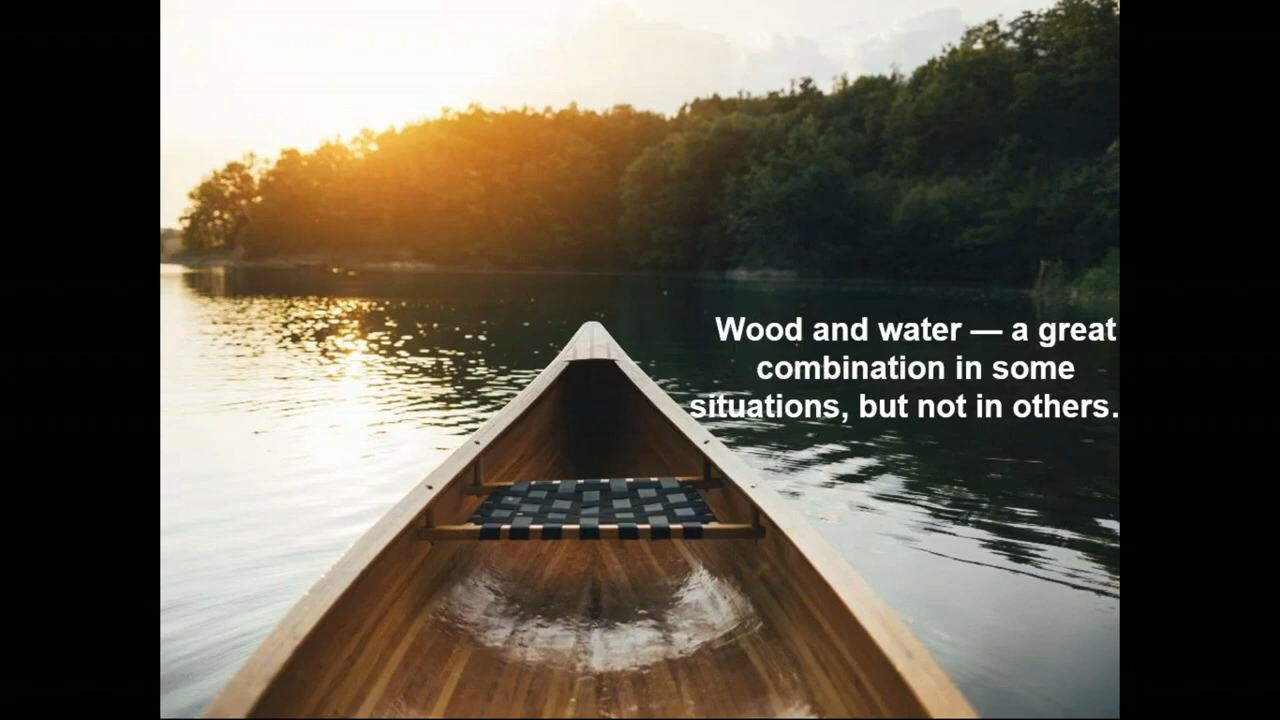 Wood and water — a great
combination in some
situations, but not in others.